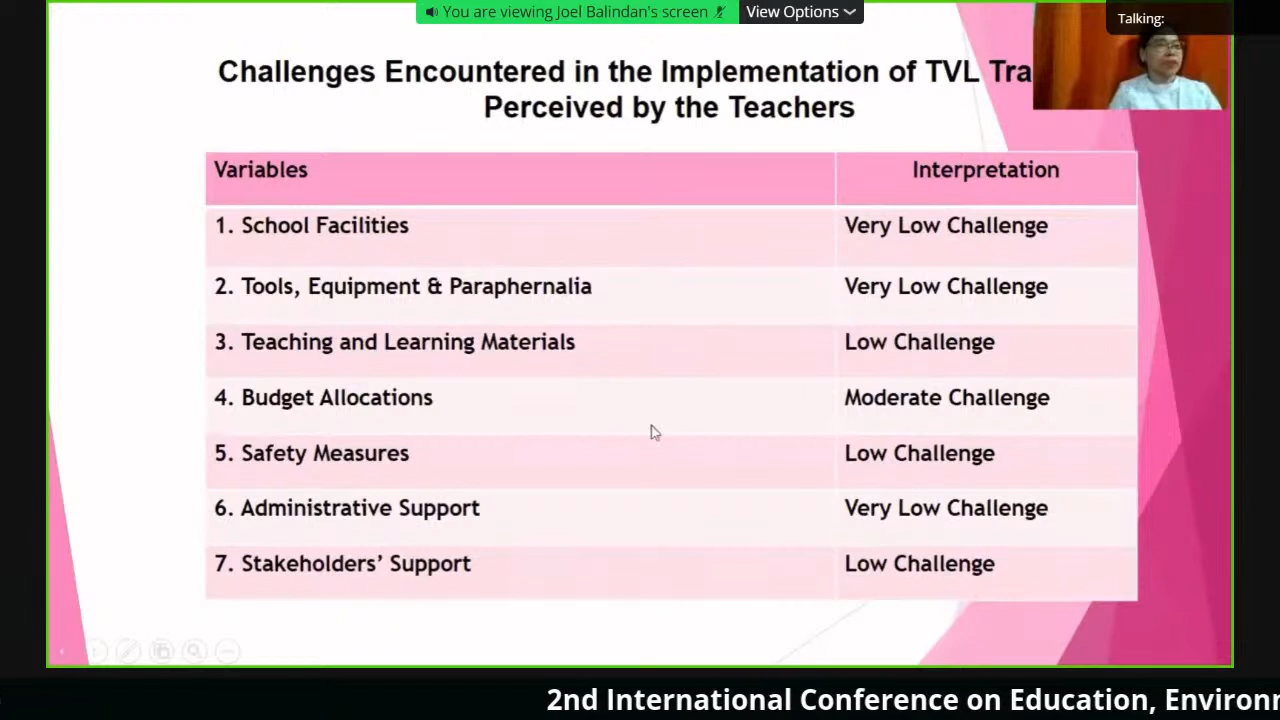 You are viewing Joel Balindan's screen
View Options
Talking:
Challenges Encountered in the Implementation of TVL
Perceived by the Teachers
Variables Interpretation
1. School Facilities Very Low Challenge
2. Tools, Equipment & Paraphernalia Very Low Challenge
3. Teaching and Learning Materials Low Challenge
4. Budget Allocations Moderate Challenge
5. Safety Measures Low Challenge
6. Administrative Support Very Low Challenge
7. Stakeholders’ Support Low Challenge
2nd International Conference on Education,